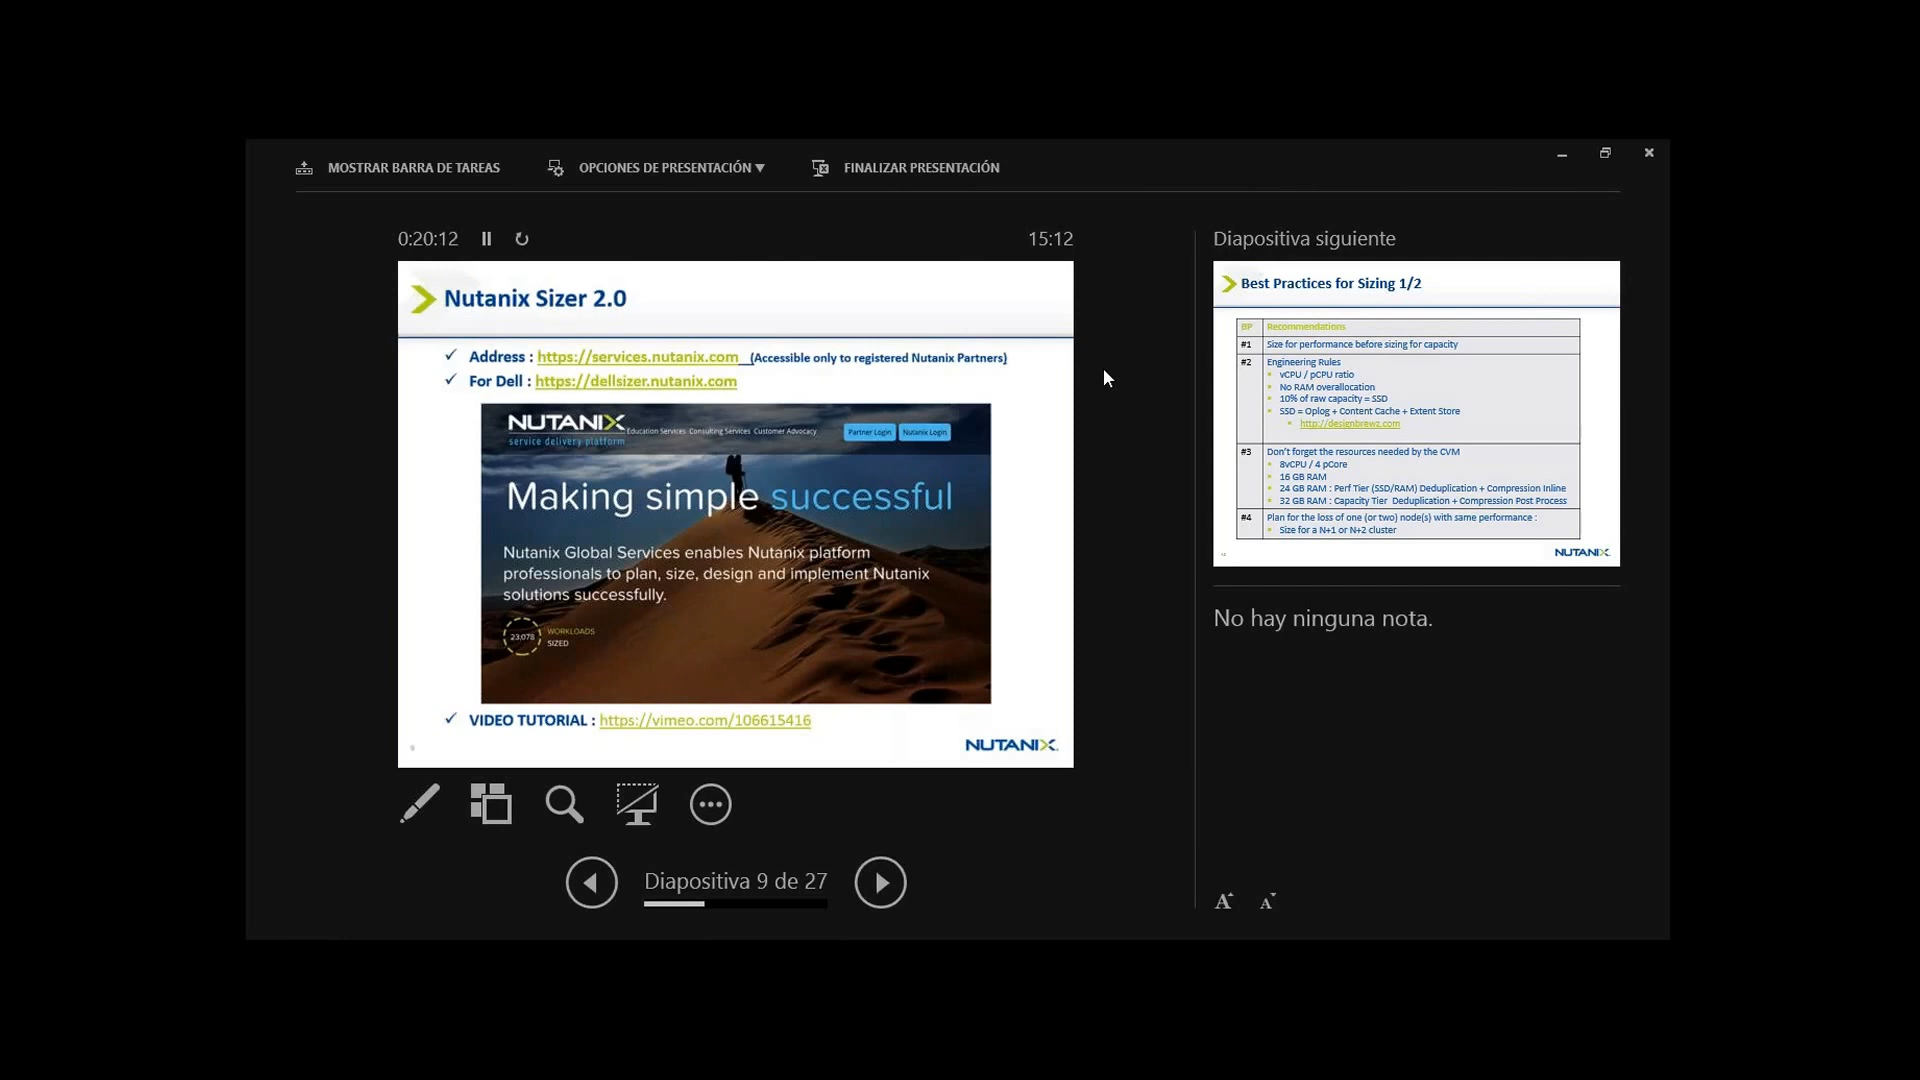 MOSTRAR BARRA DE TAREAS
OPCIONES DE PRESENTACIÓN
FINALIZAR PRESENTACIÓN
0:20:12
15:12
Nutanix Sizer 2.0
Address : https://services.nutanix.com (Accessible only to registered Nutanix Partners)
For Dell : https://dellsizer.nutanix.com
NUTANIX
service delivery platform
Education Services Consulting Services Customer Advocacy
Partner Login
Nutanix Login
Making simple successful
Nutanix Global Services enables Nutanix platform
professionals to plan, size, design and implement Nutanix
solutions successfully.
23,078
WORKLOADS
SIZED
VIDEO TUTORIAL : https://vimeo.com/106615416
NUTANIX
Diapositiva 9 de 27
Diapositiva siguiente
Best Practices for Sizing 1/2
BP Recommendations
#1 Size for performance before sizing for capacity
#2 Engineering Rules
vCPU / pCPU ratio
No RAM overallocation
10% of raw capacity = SSD
SSD = Oplog + Content Cache + Extent Store
http://designbrewz.com
#3 Don't forget the resources needed by the CVM
8vCPU / 4 pCore
16 GB RAM
24 GB RAM : Perf Tier (SSD/RAM) Deduplication + Compression Inline
32 GB RAM : Capacity Tier Deduplication + Compression Post Process
#4 Plan for the loss of one (or two) node(s) with same performance :
Size for a N+1 or N+2 cluster
NUTANIX
No hay ninguna nota.
A A